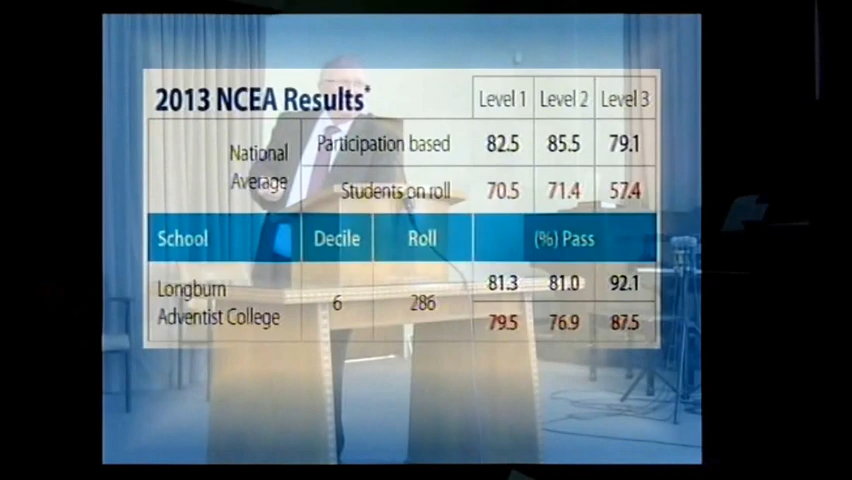 2013 NCEA Results* Level 1 Level 2 Level 3
National Average Participation based 82.5 85.5 79.1
Students on roll 70.5 71.4 57.4
School Decile Roll (%) Pass
Longburn Adventist College 6 286 81.3 81.0 92.1
79.5 76.9 87.5